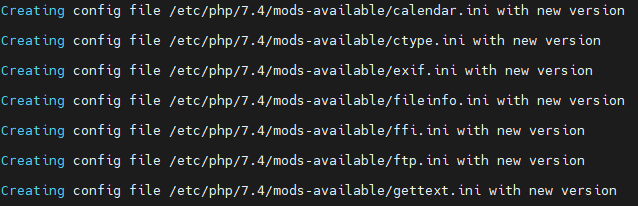 Creating config file /etc/php/7.4/mods-available/calendar.ini with new version
Creating config file /etc/php/7.4/mods-available/ctype.ini with new version
Creating config file /etc/php/7.4/mods-available/exif.ini with new version
Creating config file /etc/php/7.4/mods-available/fileinfo.ini with new version
Creating config file /etc/php/7.4/mods-available/ffi.ini with new version
Creating config file /etc/php/7.4/mods-available/ftp.ini with new version
Creating config file /etc/php/7.4/mods-available/gettext.ini with new version